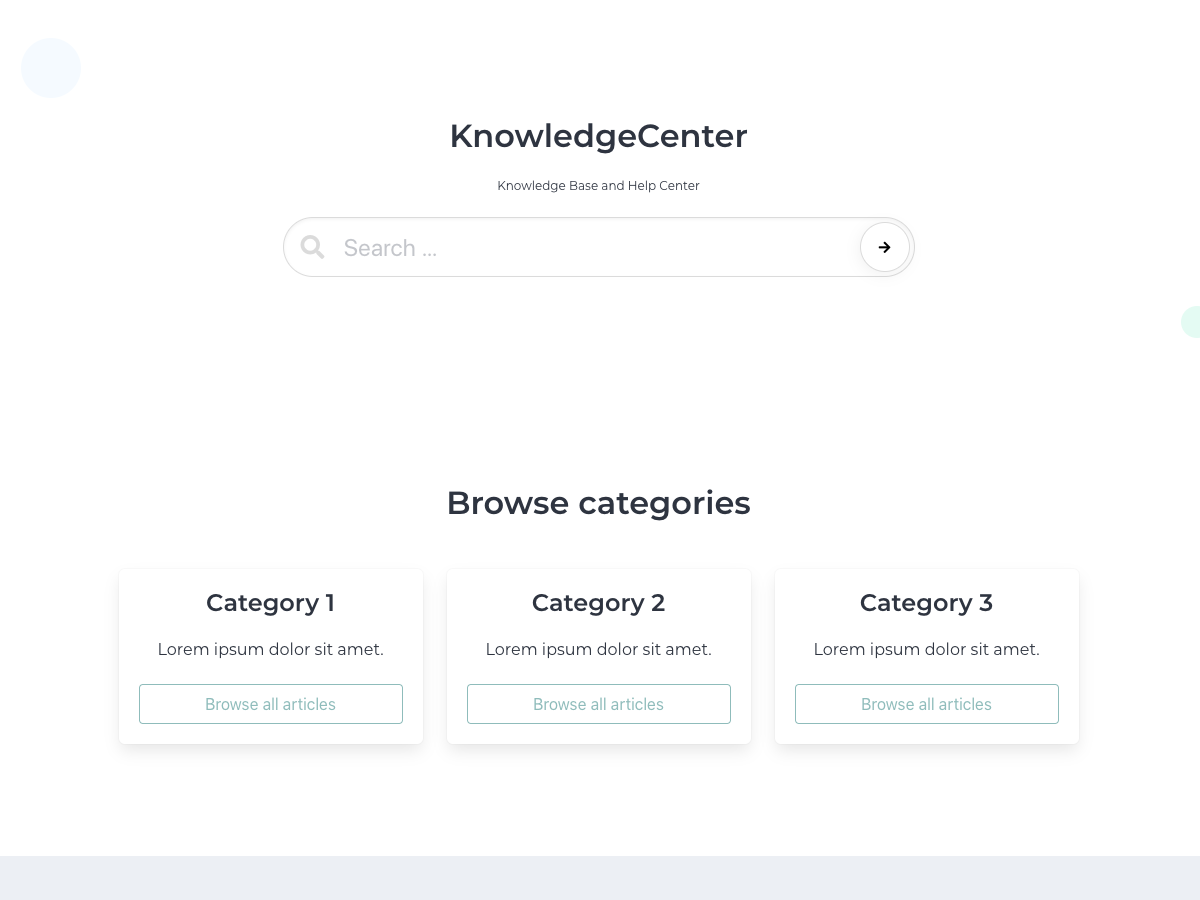 KnowledgeCenter
Knowledge Base and Help Center
Search ...
Browse categories
Category 1
Lorem ipsum dolor sit amet.
Browse all articles
Category 2
Lorem ipsum dolor sit amet.
Browse all articles
Category 3
Lorem ipsum dolor sit amet.
Browse all articles